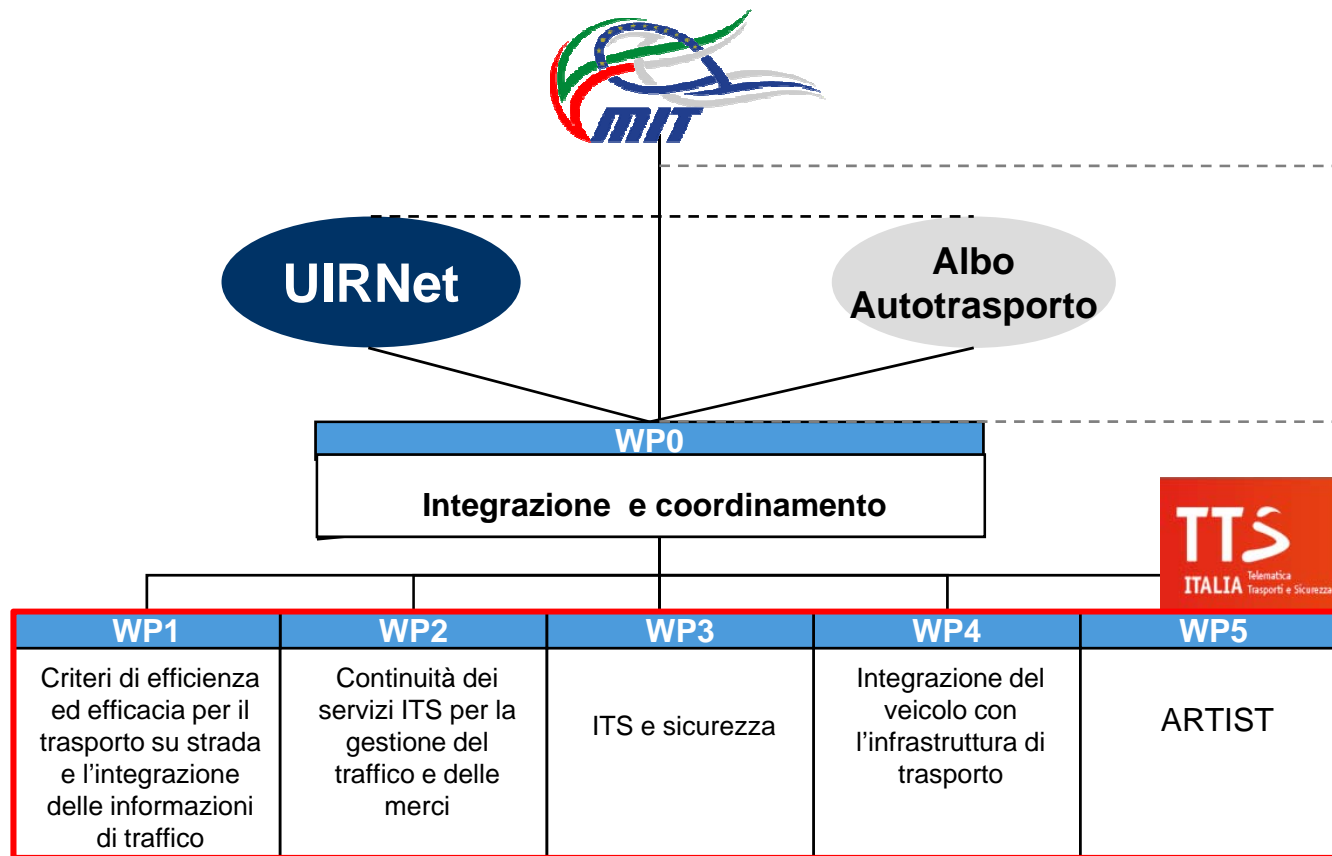 MIT
UIRNet
Albo
Autotrasporto
WP0
Integrazione e coordinamento
TTS
ITALIA
Telematica
Trasporti e Sicurezza
WP1
Criteri di efficienza
ed efficacia per il
trasporto su strada
e l'integrazione
delle informazioni
di traffico
WP2
Continuità dei
servizi ITS per la
gestione del
traffico e delle
merci
WP3
ITS e sicurezza
WP4
Integrazione del
veicolo con
l'infrastruttura di
trasporto
WP5
ARTIST